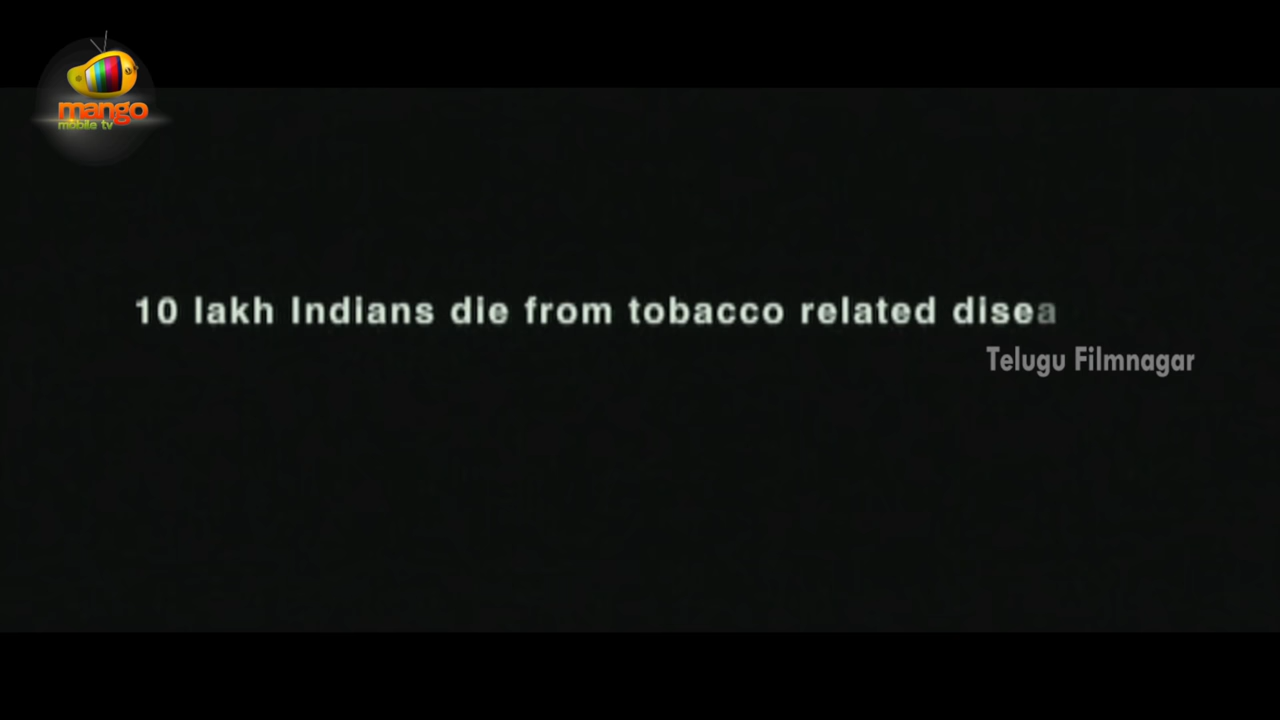 mango
mobile tv
10 lakh Indians die from tobacco related disea
Telugu Filmnagar